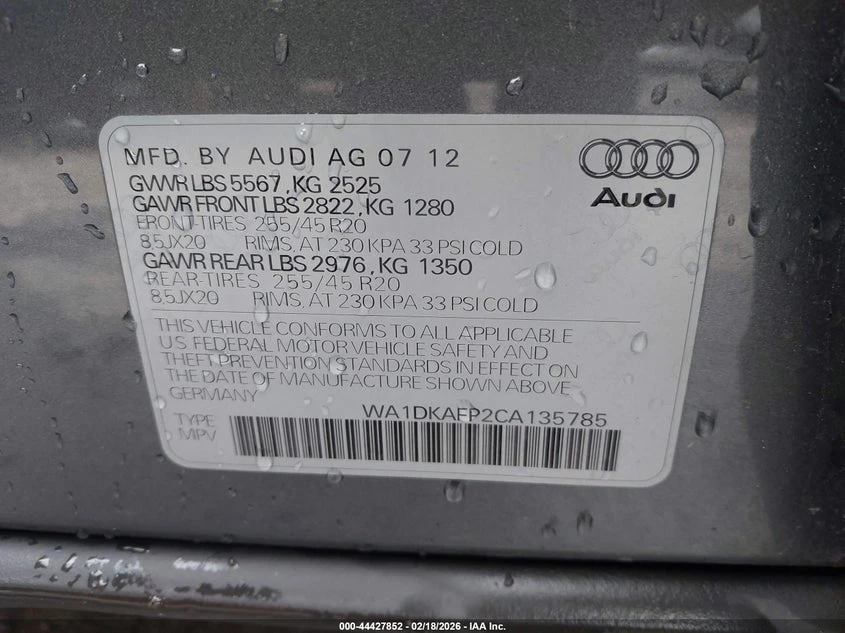 MFD. BY AUDI AG 07 12
GVWR LBS 5567, KG 2525
GAWR FRONT LBS 2822, KG 1280
FRONT-TIRES 255/45 R20
8.5JX20 RIMS, AT 230 KPA 33 PSI COLD
GAWR REAR LBS 2976, KG 1350
REAR-TIRES 255/45 R20
8.5JX20 RIMS, AT 230 KPA 33 PSI COLD
Audi
THIS VEHICLE CONFORMS TO ALL APPLICABLE
U.S. FEDERAL MOTOR VEHICLE SAFETY AND
THEFT PREVENTION STANDARDS IN EFFECT ON
THE DATE OF MANUFACTURE SHOWN ABOVE
GERMANY
WA1DKAFP2CA135785
TYPE
MPV
000-44427852 - 02/18/2026 - IAA Inc.